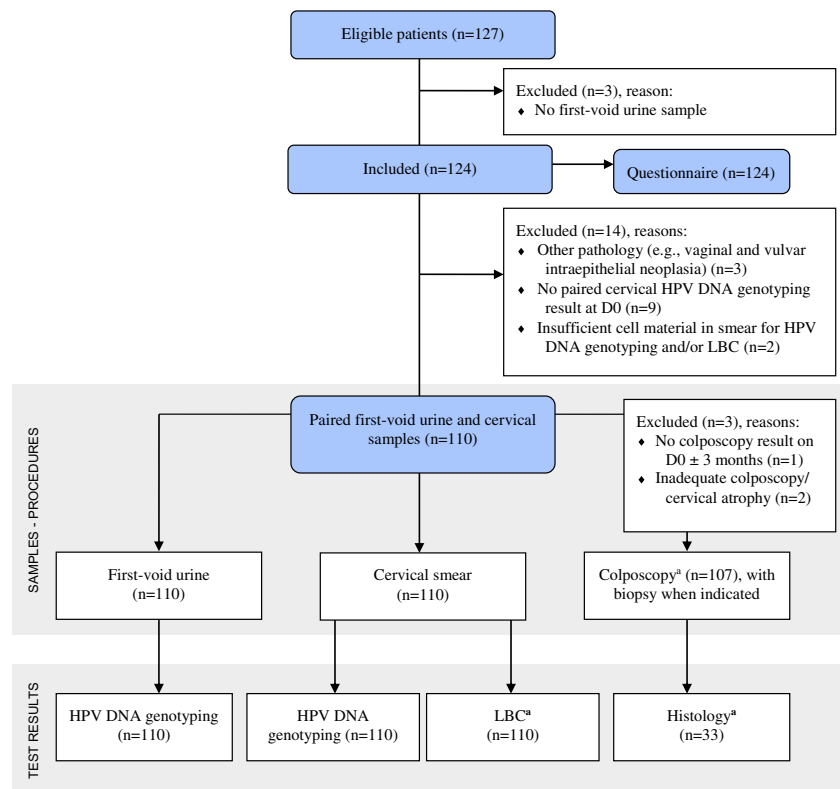 Eligible patients (n=127)
Excluded (n=3), reason:
♦ No first-void urine sample
Included (n=124)
Questionnaire (n=124)
Excluded (n=14), reasons:
♦ Other pathology (e.g., vaginal and vulvar
intraepithelial neoplasia) (n=3)
♦ No paired cervical HPV DNA genotyping
result at D0 (n=9)
♦ Insufficient cell material in smear for HPV
DNA genotyping and/or LBC (n=2)
SAMPLES - PROCEDURES
Paired first-void urine and cervical
samples (n=110)
Excluded (n=3), reasons:
♦ No colposcopy result on
D0 ± 3 months (n=1)
♦ Inadequate colposcopy/
cervical atrophy (n=2)
First-void urine
(n=110)
Cervical smear
(n=110)
Colposcopyᵃ (n=107), with
biopsy when indicated
TEST RESULTS
HPV DNA genotyping
(n=110)
HPV DNA
genotyping (n=110)
LBCᵃ
(n=110)
Histologyᵃ
(n=33)